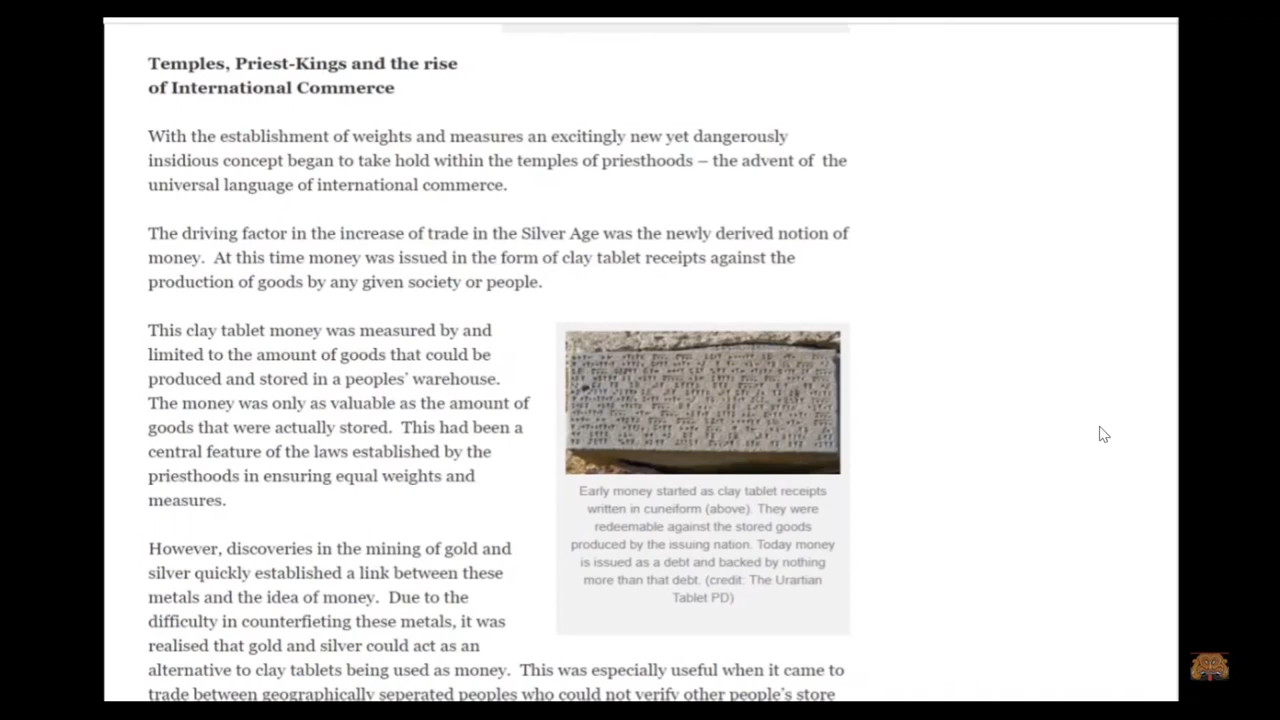 Temples, Priest-Kings and the rise
of International Commerce
With the establishment of weights and measures an excitingly new yet dangerously
insidious concept began to take hold within the temples of priesthoods – the advent of  the
universal language of international commerce.
The driving factor in the increase of trade in the Silver Age was the newly derived notion of
money.  At this time money was issued in the form of clay tablet receipts against the
production of goods by any given society or people.
This clay tablet money was measured by and
limited to the amount of goods that could be
produced and stored in a peoples' warehouse.
The money was only as valuable as the amount of
goods that were actually stored.  This had been a
central feature of the laws established by the
priesthoods in ensuring equal weights and
measures.
Early money started as clay tablet receipts
written in cuneiform (above). They were
redeemable against the stored goods
produced by the issuing nation. Today money
is issued as a debt and backed by nothing
more than that debt. (credit: The Urartian
Tablet PD)
However, discoveries in the mining of gold and
silver quickly established a link between these
metals and the idea of money.  Due to the
difficulty in counterfieting these metals, it was
realised that gold and silver could act as an
alternative to clay tablets being used as money.  This was especially useful when it came to
trade between geographically seperated peoples who could not verify other people's store